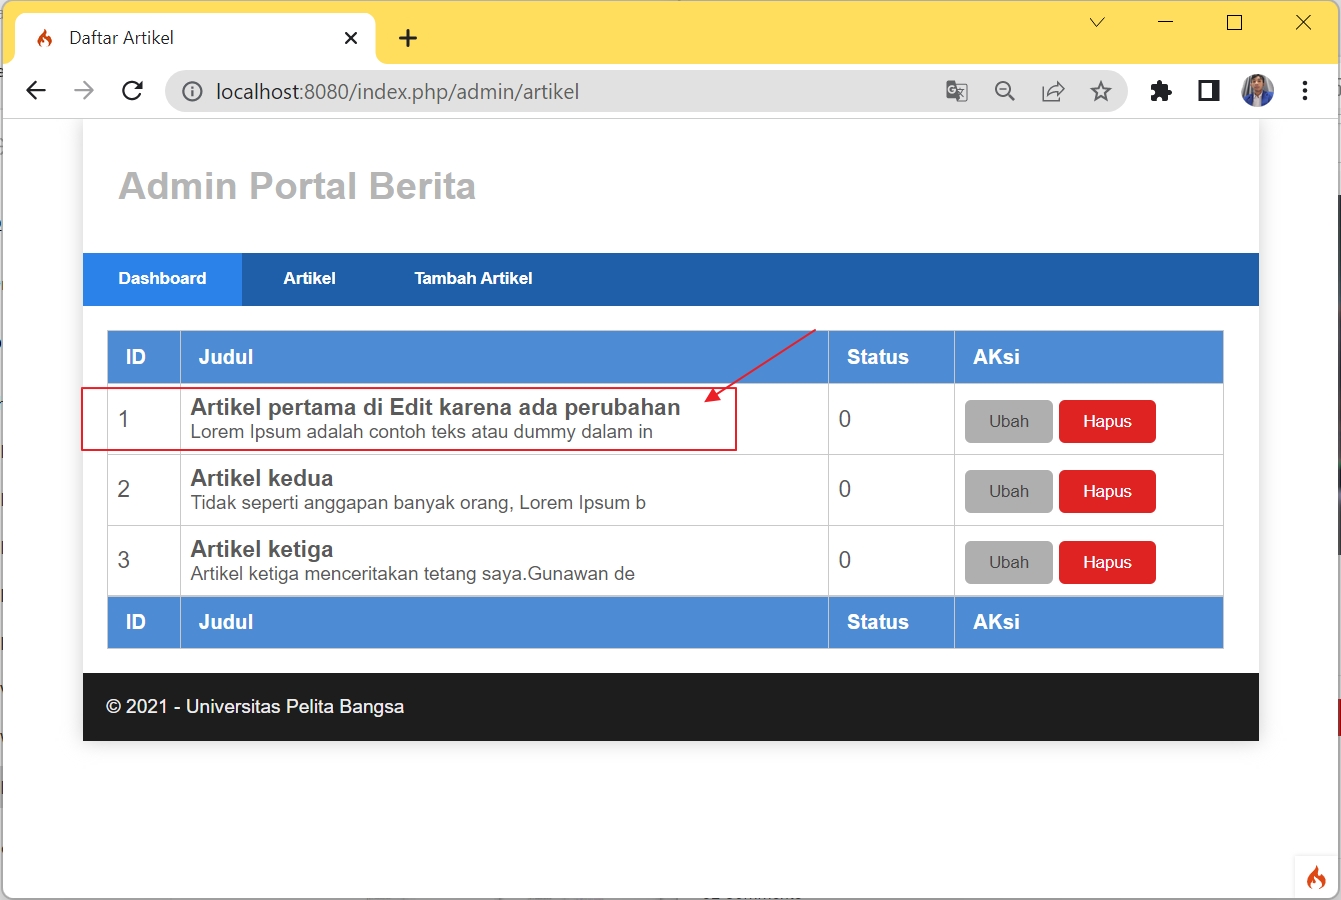 Daftar Artikel
localhost:8080/index.php/admin/artikel
Admin Portal Berita
Dashboard Artikel Tambah Artikel
ID Judul Status AKsi
1 Artikel pertama di Edit karena ada perubahan 0 Ubah Hapus
Lorem Ipsum adalah contoh teks atau dummy dalam in
2 Artikel kedua 0 Ubah Hapus
Tidak seperti anggapan banyak orang, Lorem Ipsum b
3 Artikel ketiga 0 Ubah Hapus
Artikel ketiga menceritakan tetang saya.Gunawan de
ID Judul Status AKsi
© 2021 - Universitas Pelita Bangsa